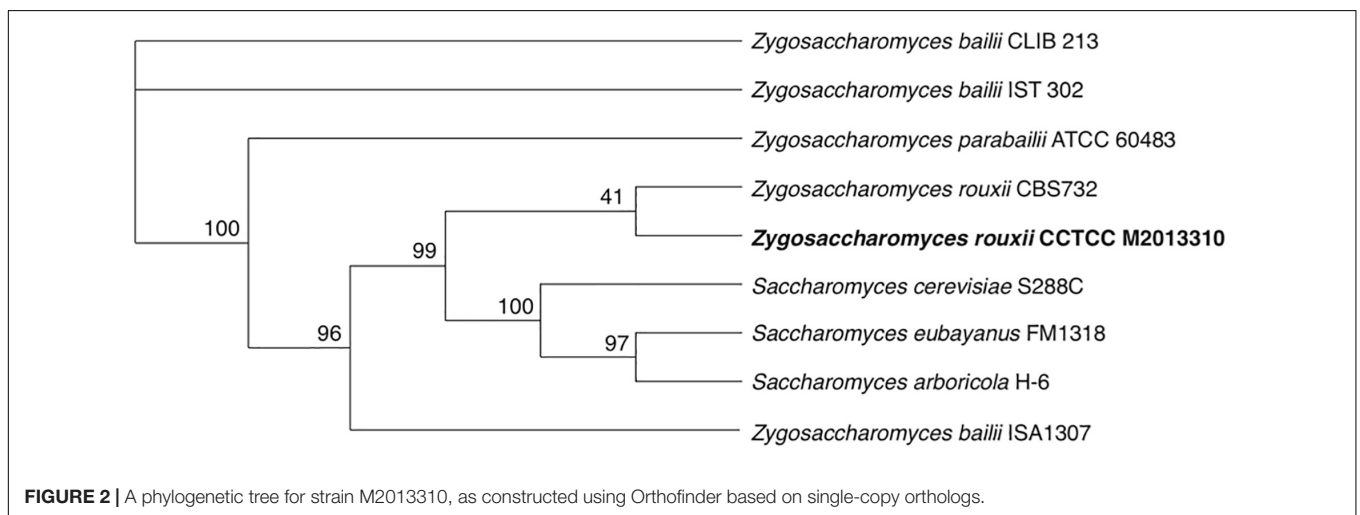 Zygosaccharomyces bailii CLIB 213
Zygosaccharomyces bailii IST 302
Zygosaccharomyces parabailii ATCC 60483
41 Zygosaccharomyces rouxii CBS732
100 Zygosaccharomyces rouxii CCTCC M2013310
99
Saccharomyces cerevisiae S288C
100
96 97 Saccharomyces eubayanus FM1318
Saccharomyces arboricola H-6
Zygosaccharomyces bailii ISA1307
FIGURE 2 | A phylogenetic tree for strain M2013310, as constructed using Orthofinder based on single-copy orthologs.